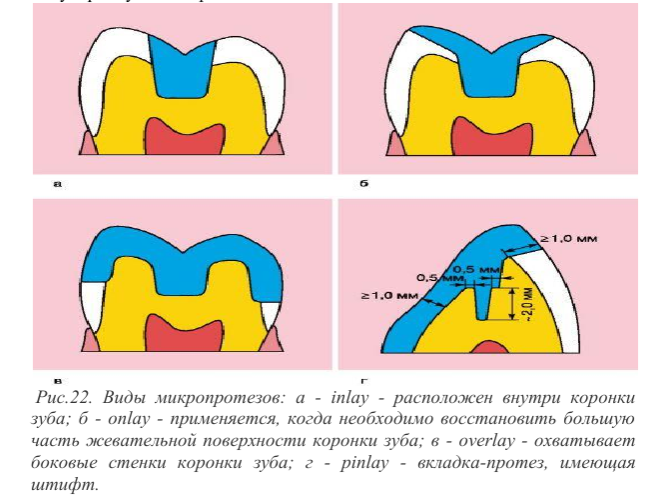 а
б
≥1,0 мм
0,5 мм
0,5 мм
≥1,0 мм
~2,0 мм
в
г
Рис.22. Виды микропротезов: а - inlay - расположен внутри коронки
зуба; б - onlay - применяется, когда необходимо восстановить большую
часть жевательной поверхности коронки зуба; в - overlay - охватывает
боковые стенки коронки зуба; г - pinlay - вкладка-протез, имеющая
штифт.